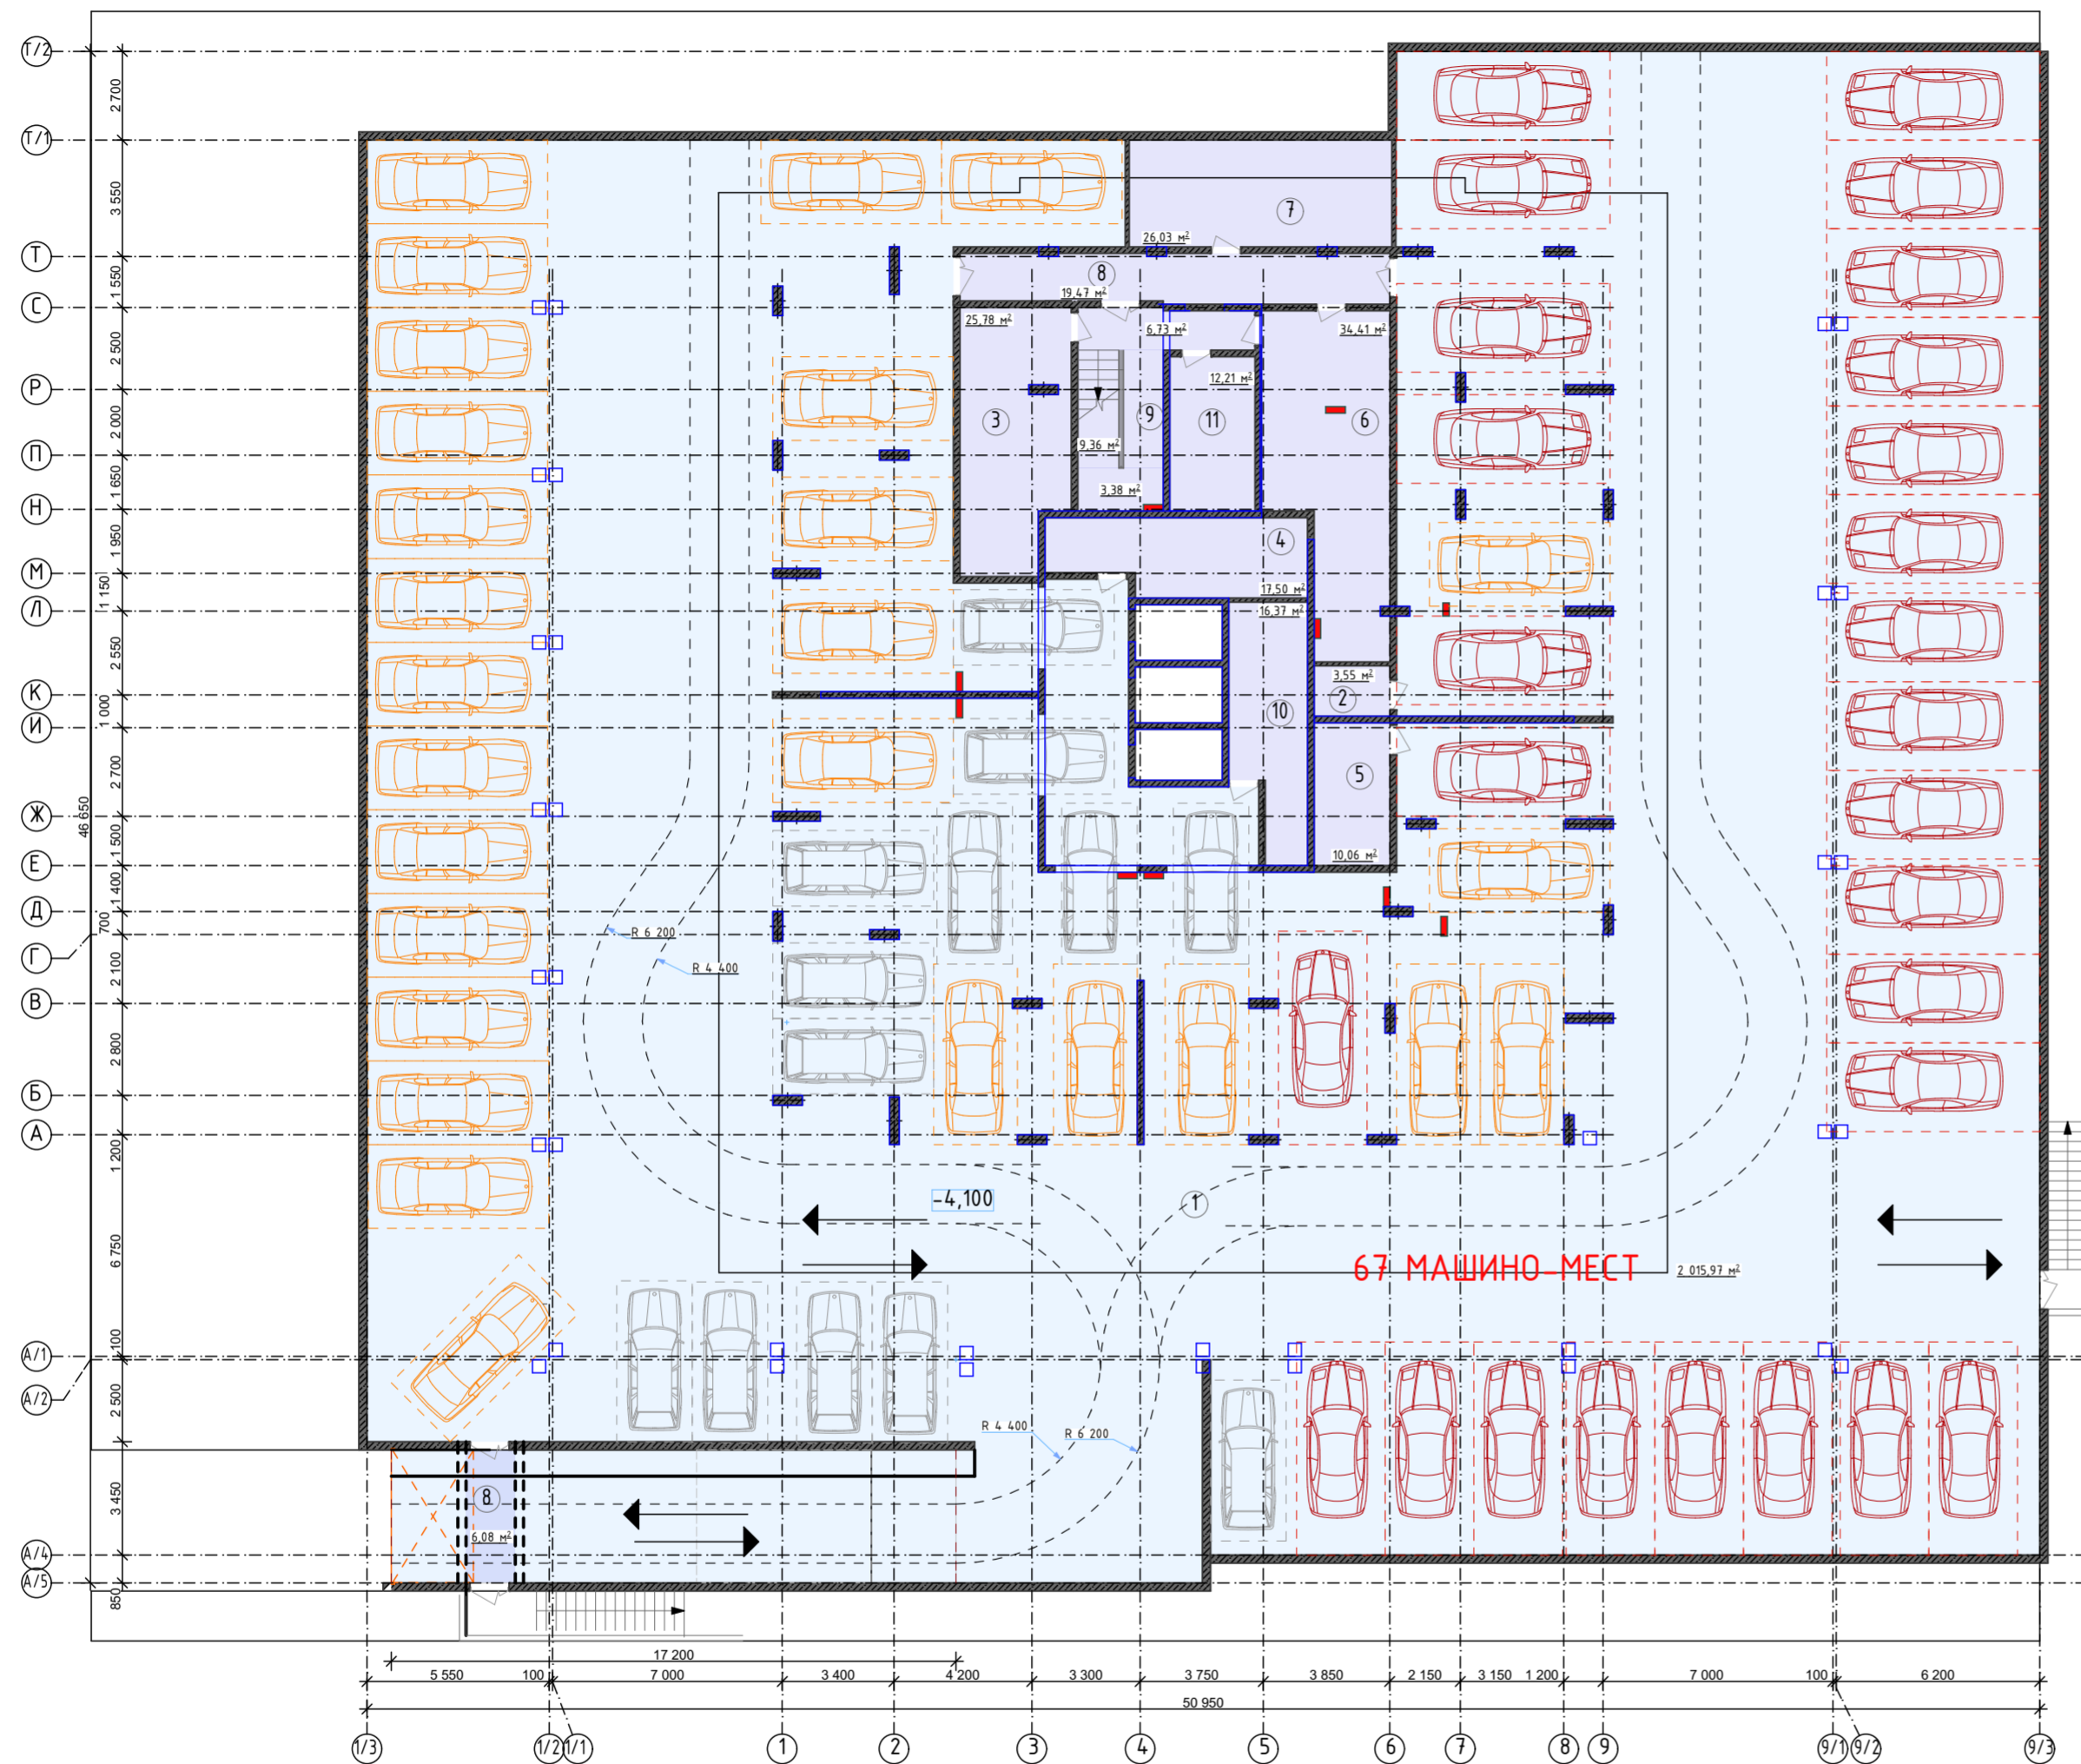 Т/2
2 700
Т/1
3 550
7
26,03 м²
Т
8
1 550
19,47 м²
С
25,78 м²
6,73 м²
34,41 м²
2 500
12,21 м²
Р
2 000
3
9
11
6
9,36 м²
П
1 650
3,38 м²
Н
1 950
4
М
1 150
17,50 м²
Л
16,37 м²
2 550
3,55 м²
К
2
1 000
10
И
2 700
5
46 650
Ж
1 500
10,06 м²
Е
1 400
Д
700
R 6 200
Г
R 4 400
2 100
В
2 800
Б
А
1 200
-4,100
1
6 750
67 МАШИНО-МЕСТ
2 015,97 м²
А/1
100
А/2
2 500
R 4 400
R 6 200
3 450
8
6,08 м²
А/4
А/5
850
17 200
5 550
100
7 000
3 400
4 200
3 300
3 750
3 850
2 150
3 150
1 200
7 000
100
6 200
50 950
1/3
1/2
1/1
1
2
3
4
5
6
7
8
9
9/1
9/2
9/3